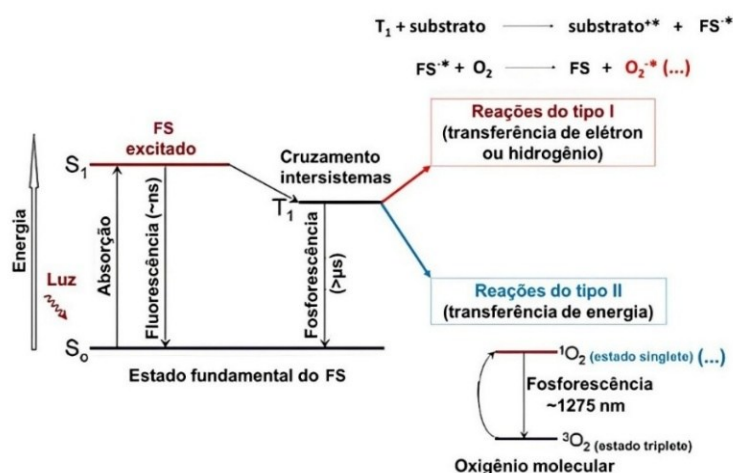 T₁ + substrato → substrato⁺* + FS⁻*
FS⁻* + O₂ → FS + O₂⁻* (...)
Reações do tipo I
(transferência de elétron
ou hidrogênio)
FS
excitado
Cruzamento
intersistemas
S₁
T₁
Energia
Luz
Absorção
Fluorescência (~ns)
Fosforescência
(>μs)
Reações do tipo II
(transferência de energia)
S₀
Estado fundamental do FS
¹O₂ (estado singlete) (...)
Fosforescência
~1275 nm
³O₂ (estado triplete)
Oxigênio molecular